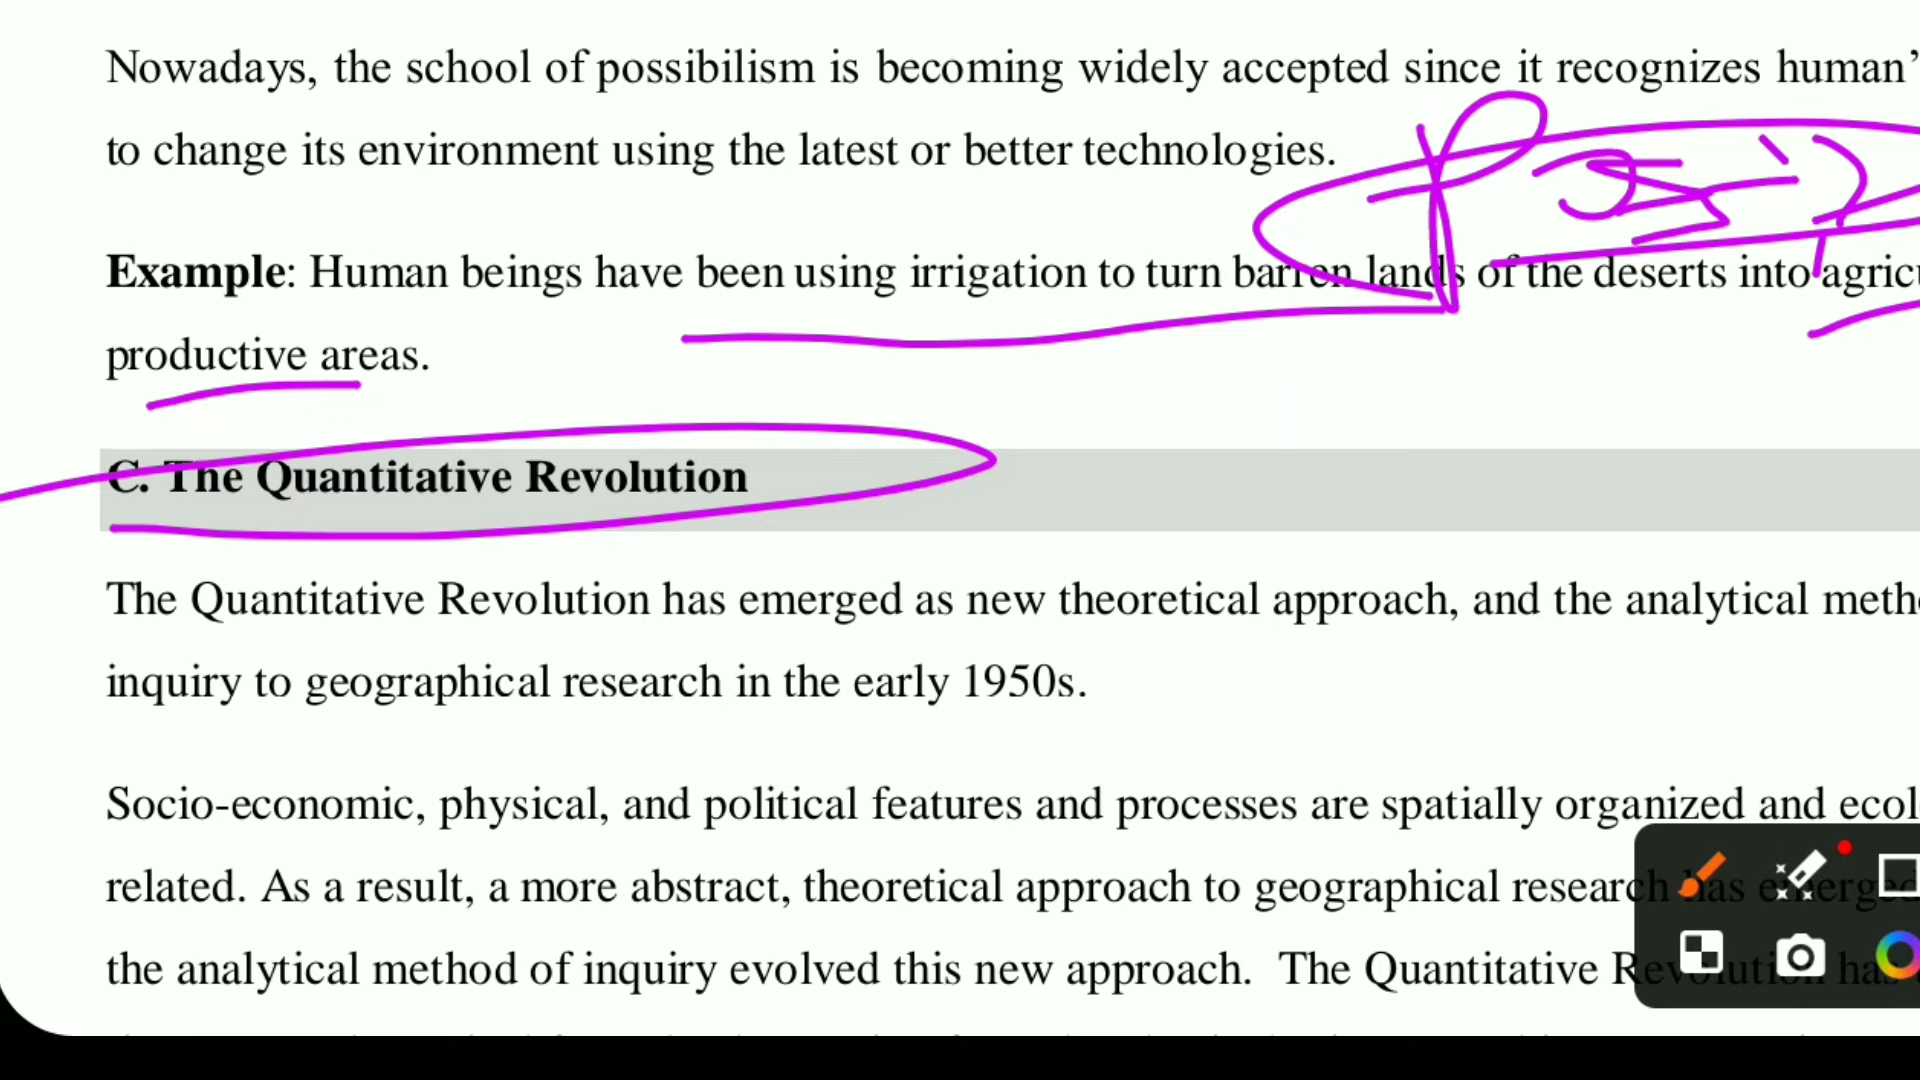 Nowadays, the school of possibilism is becoming widely accepted since it recognizes human’
to change its environment using the latest or better technologies.
Example: Human beings have been using irrigation to turn barren lands of the deserts into
productive areas.
C. The Quantitative Revolution
The Quantitative Revolution has emerged as new theoretical approach, and the analytical
inquiry to geographical research in the early 1950s.
Socio-economic, physical, and political features and processes are spatially organized and
related. As a result, a more abstract, theoretical approach to geographical research has emerged
the analytical method of inquiry evolved this new approach. The Quantitative Revolution has